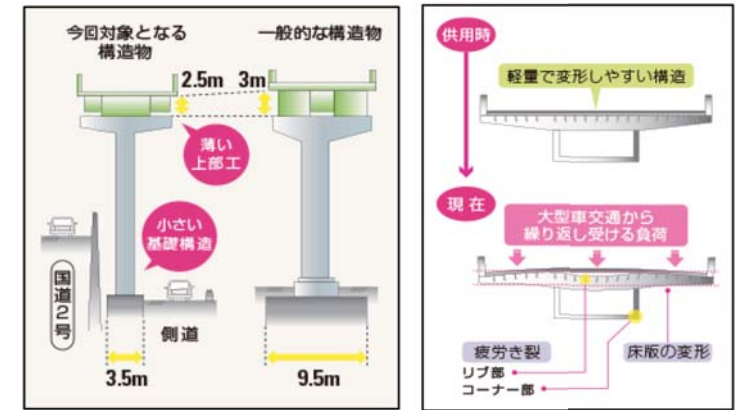 今回対象となる
構造物
一般的な構造物
2.5m
3m
薄い
上部工
小さい
基礎構造
国道2号
側道
3.5m
9.5m
供用時
軽量で変形しやすい構造
現在
大型車交通から
繰り返し受ける負荷
疲労き裂
床版の変形
リブ部
コーナー部